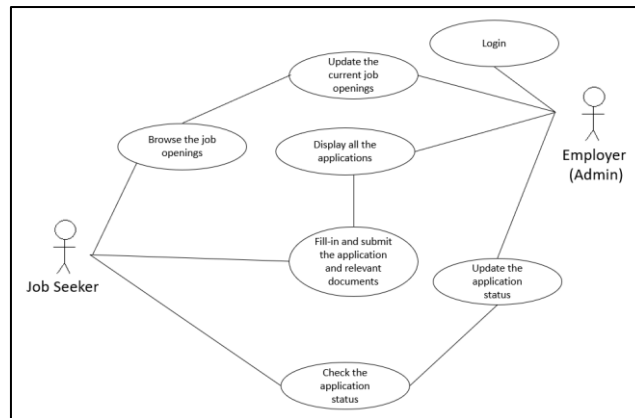 Login
Update the
current job
openings
Browse the job
openings
Display all the
applications
Employer
(Admin)
Fill-in and submit
the application
and relevant
documents
Job Seeker
Update the
application
status
Check the
application
status